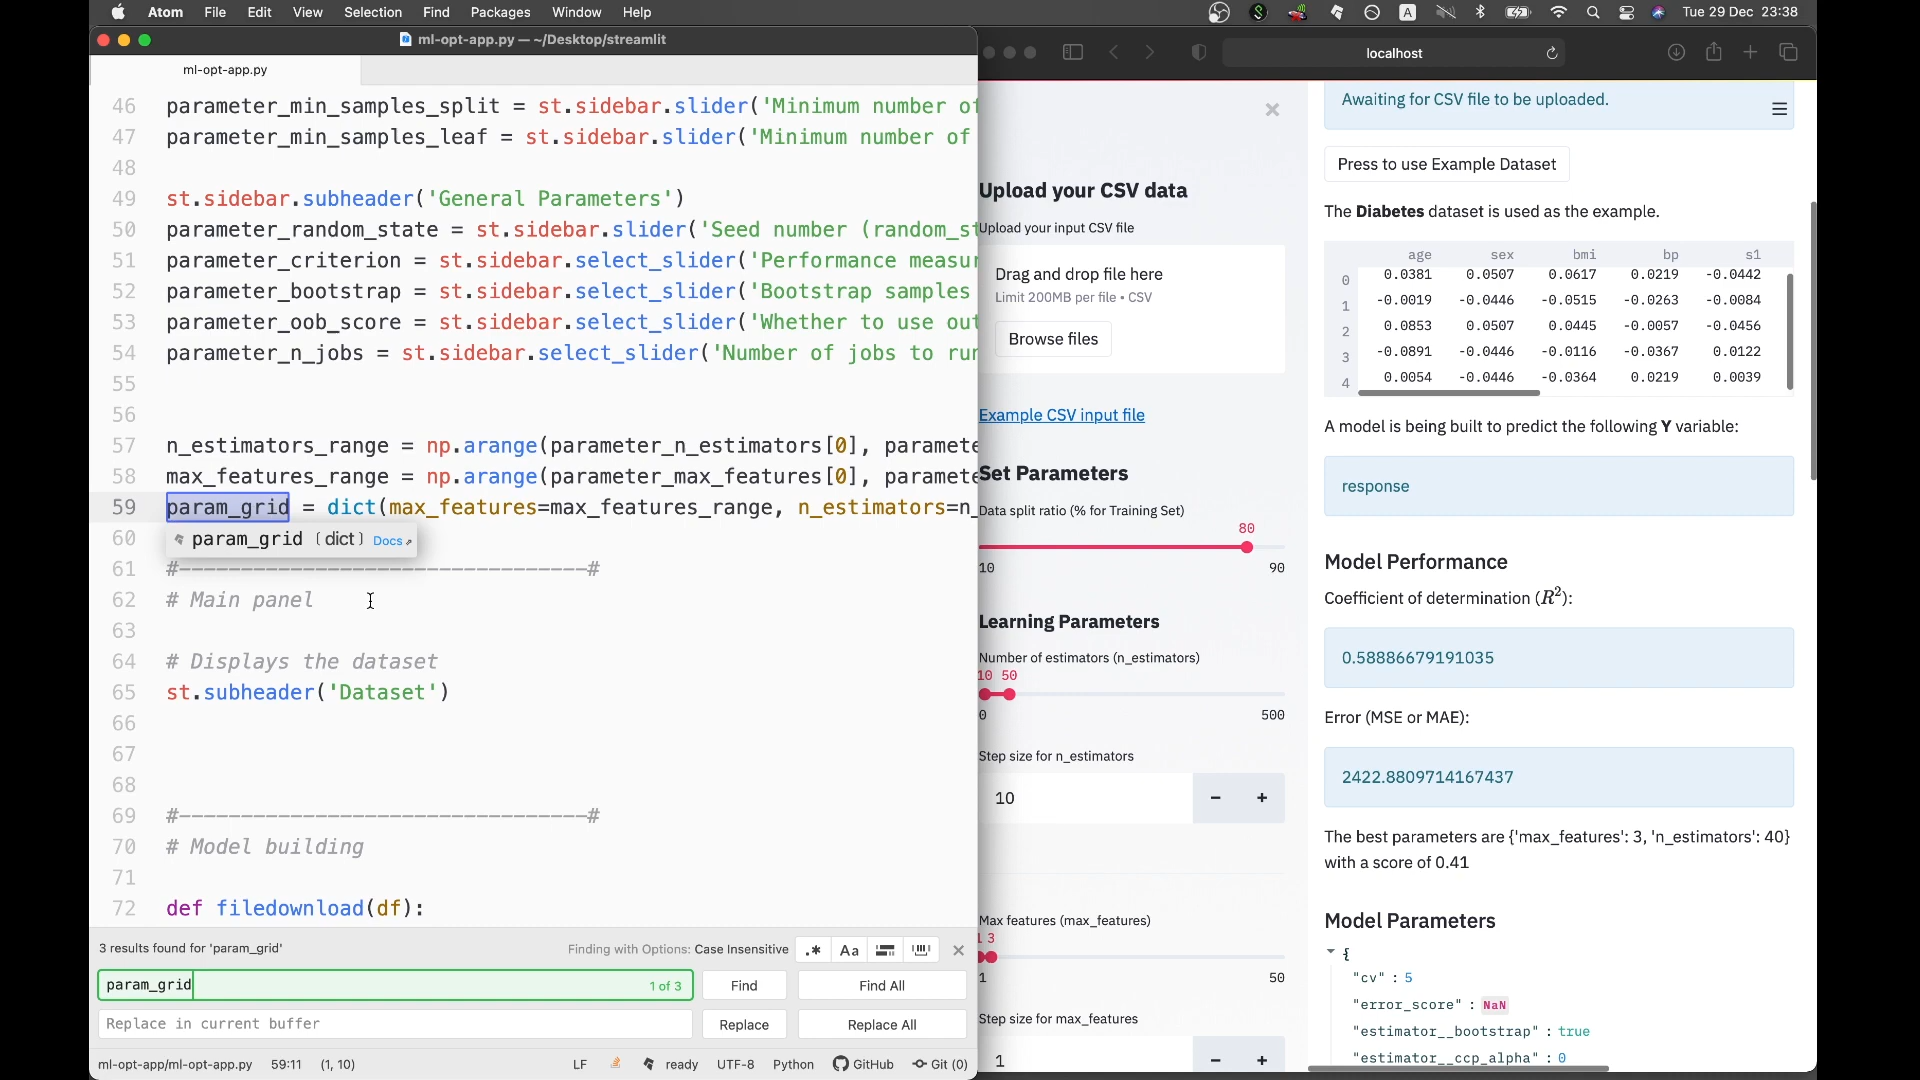 Atom File Edit View Selection Find Packages Window Help
A Tue 29 Dec 23:38
ml-opt-app.py — ~/Desktop/streamlit
ml-opt-app.py
46 parameter_min_samples_split = st.sidebar.slider('Minimum number of
47 parameter_min_samples_leaf = st.sidebar.slider('Minimum number of
48
49 st.sidebar.subheader('General Parameters')
50 parameter_random_state = st.sidebar.slider('Seed number (random_st
51 parameter_criterion = st.sidebar.select_slider('Performance measur
52 parameter_bootstrap = st.sidebar.select_slider('Bootstrap samples
53 parameter_oob_score = st.sidebar.select_slider('Whether to use out
54 parameter_n_jobs = st.sidebar.select_slider('Number of jobs to run
55
56
57 n_estimators_range = np.arange(parameter_n_estimators[0], paramete
58 max_features_range = np.arange(parameter_max_features[0], paramete
59 param_grid = dict(max_features=max_features_range, n_estimators=n_
60 param_grid (dict) Docs
61 #--------------------------------#
62 # Main panel
63
64 # Displays the dataset
65 st.subheader('Dataset')
66
67
68
69 #--------------------------------#
70 # Model building
71
72 def filedownload(df):
3 results found for 'param_grid'
Finding with Options: Case Insensitive .* Aa
param_grid 1 of 3 Find Find All
Replace in current buffer Replace Replace All
ml-opt-app/ml-opt-app.py 59:11 (1, 10) LF ready UTF-8 Python GitHub Git (0)
localhost
Upload your CSV data
Upload your input CSV file
Drag and drop file here
Limit 200MB per file • CSV
Browse files
Example CSV input file
Set Parameters
Data split ratio (% for Training Set)
80
10 90
Learning Parameters
Number of estimators (n_estimators)
10 50
0 500
Step size for n_estimators
10 - +
Max features (max_features)
1 3
1 50
Step size for max_features
1 - +
Awaiting for CSV file to be uploaded.
Press to use Example Dataset
The Diabetes dataset is used as the example.
age sex bmi bp s1
0 0.0381 0.0507 0.0617 0.0219 -0.0442
1 -0.0019 -0.0446 -0.0515 -0.0263 -0.0084
2 0.0853 0.0507 0.0445 -0.0057 -0.0456
3 -0.0891 -0.0446 -0.0116 -0.0367 0.0122
4 0.0054 -0.0446 -0.0364 0.0219 0.0039
A model is being built to predict the following Y variable:
response
Model Performance
Coefficient of determination (R²):
0.58886679191035
Error (MSE or MAE):
2422.8809714167437
The best parameters are {'max_features': 3, 'n_estimators': 40}
with a score of 0.41
Model Parameters
{
"cv" : 5
"error_score" : NaN
"estimator__bootstrap" : true
"estimator__ccp_alpha" : 0